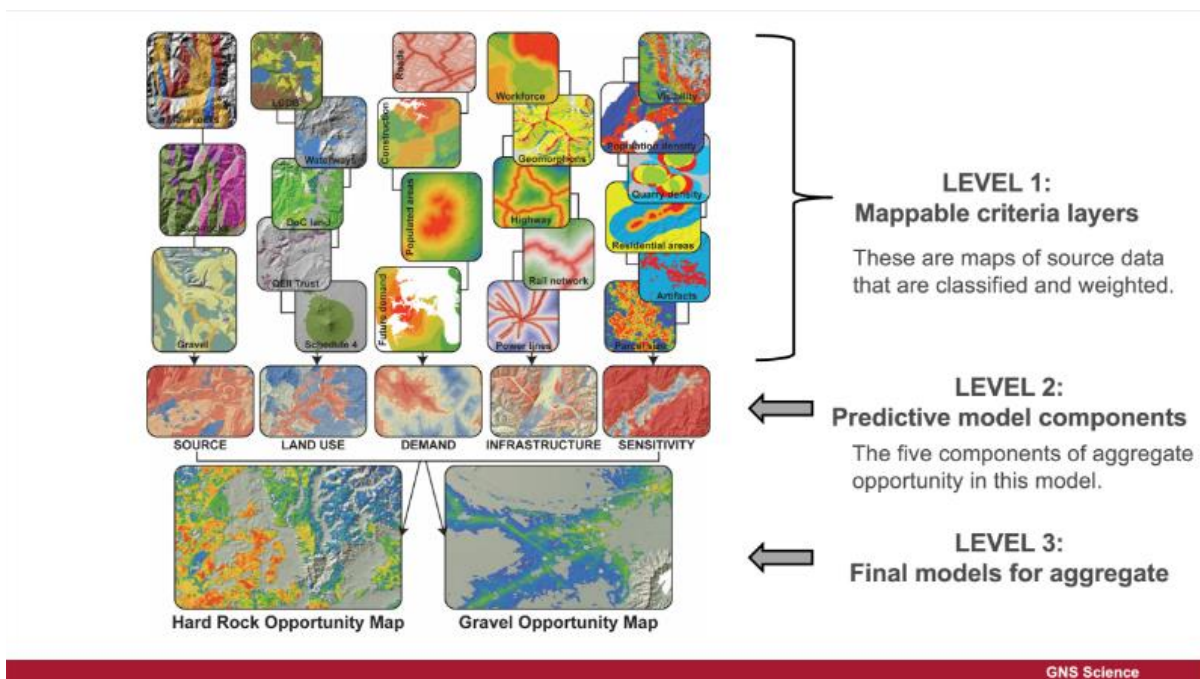 Roads
Workforce
Visibility
LCDB
Main rocks
Construction
Waterways
Geomorphons
Population density
Quarry density
DoC land
Populated areas
Highway
Residential areas
QEII Trust
Rail network
Artifacts
Future demand
Gravel
Schedule 4
Power lines
Parcel size
SOURCE
LAND USE
DEMAND
INFRASTRUCTURE
SENSITIVITY
Hard Rock Opportunity Map
Gravel Opportunity Map
LEVEL 1:
Mappable criteria layers
These are maps of source data
that are classified and weighted.
LEVEL 2:
Predictive model components
The five components of aggregate
opportunity in this model.
LEVEL 3:
Final models for aggregate
GNS Science